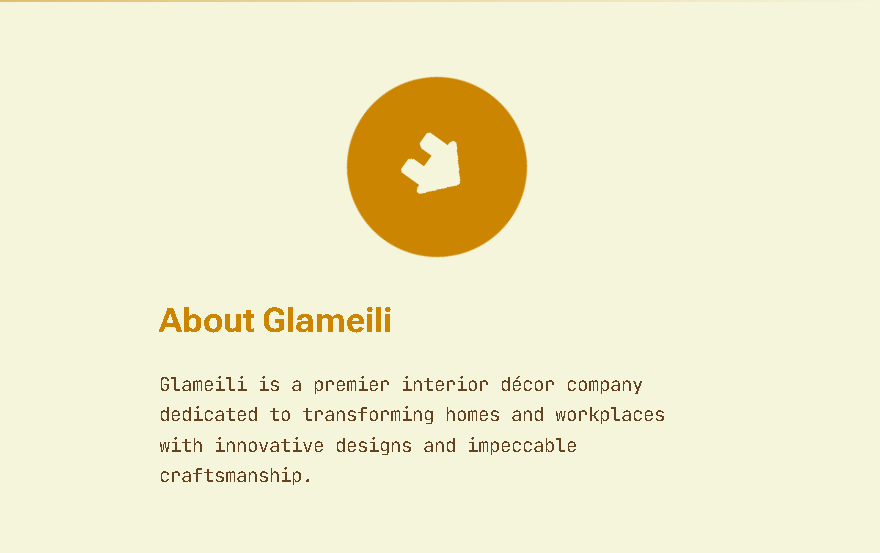 About Glameili
Glameili is a premier interior décor company
dedicated to transforming homes and workplaces
with innovative designs and impeccable
craftsmanship.